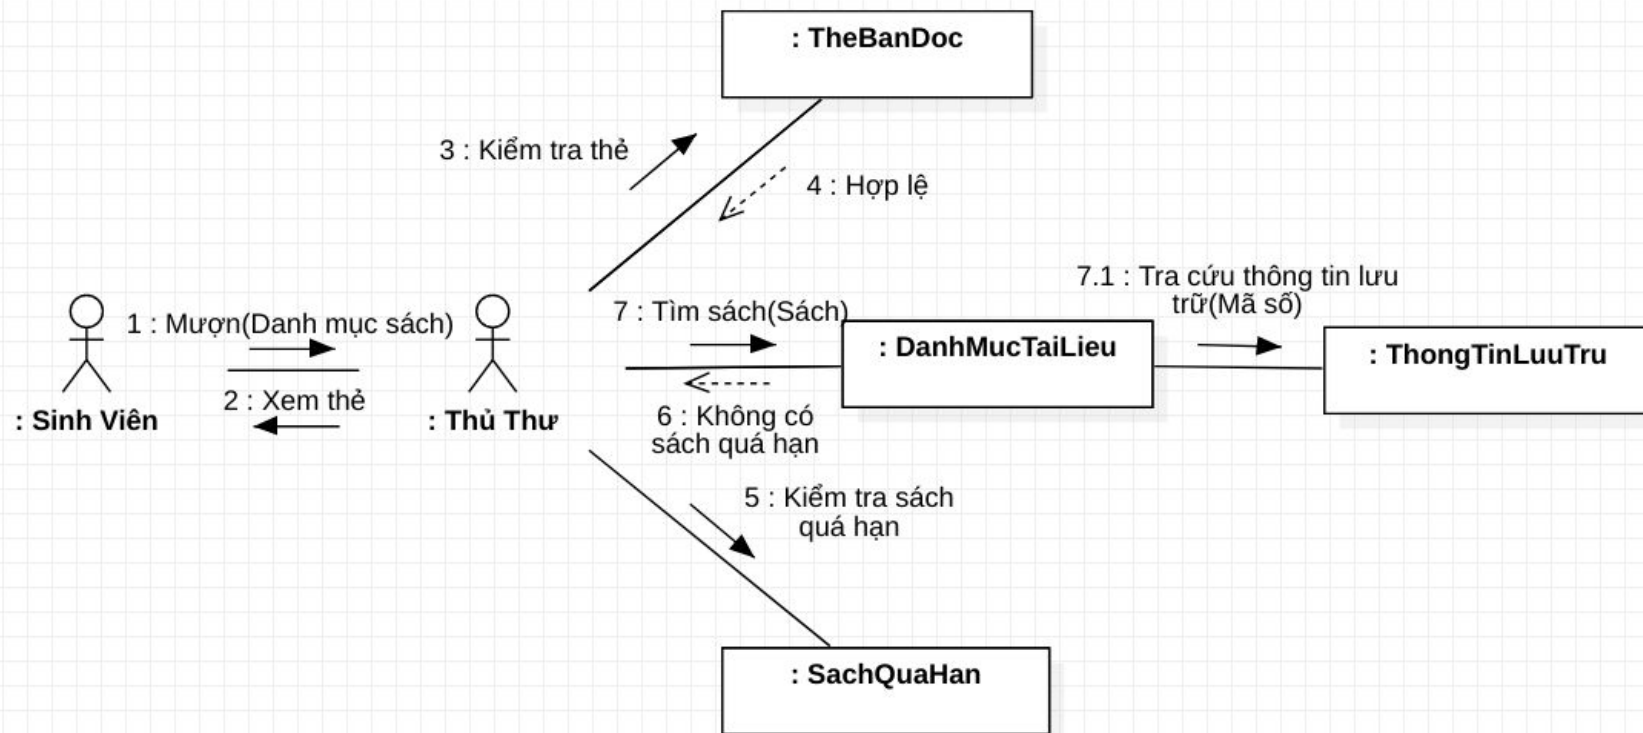 : TheBanDoc
3 : Kiểm tra thẻ
4 : Hợp lệ
7.1 : Tra cứu thông tin lưu
trữ(Mã số)
1 : Mượn(Danh mục sách)
7 : Tìm sách(Sách)
: DanhMucTaiLieu
: ThongTinLuuTru
2 : Xem thẻ
: Sinh Viên
: Thủ Thư
6 : Không có
sách quá hạn
5 : Kiểm tra sách
quá hạn
: SachQuaHan